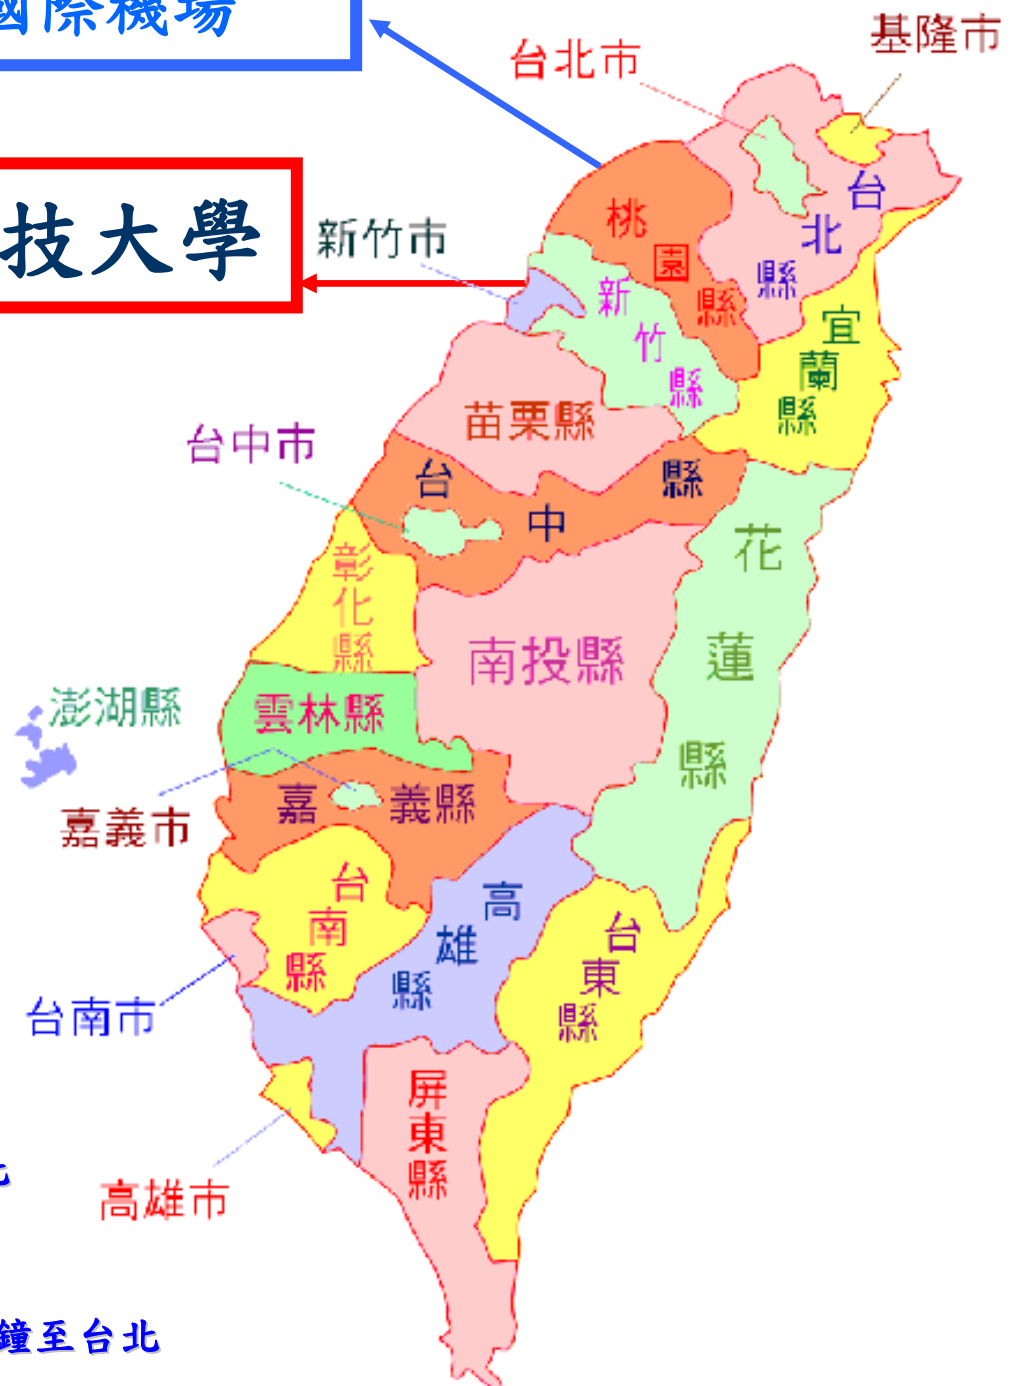 國際機場
基隆市
台北市
技大學
新竹市
桃園縣
台北縣
新竹縣
宜蘭縣
苗栗縣
台中市
台中縣
花蓮縣
彰化縣
南投縣
澎湖縣
雲林縣
嘉義市
嘉義縣
台南縣
高雄縣
台東縣
台南市
屏東縣
高雄市
鐘至台北